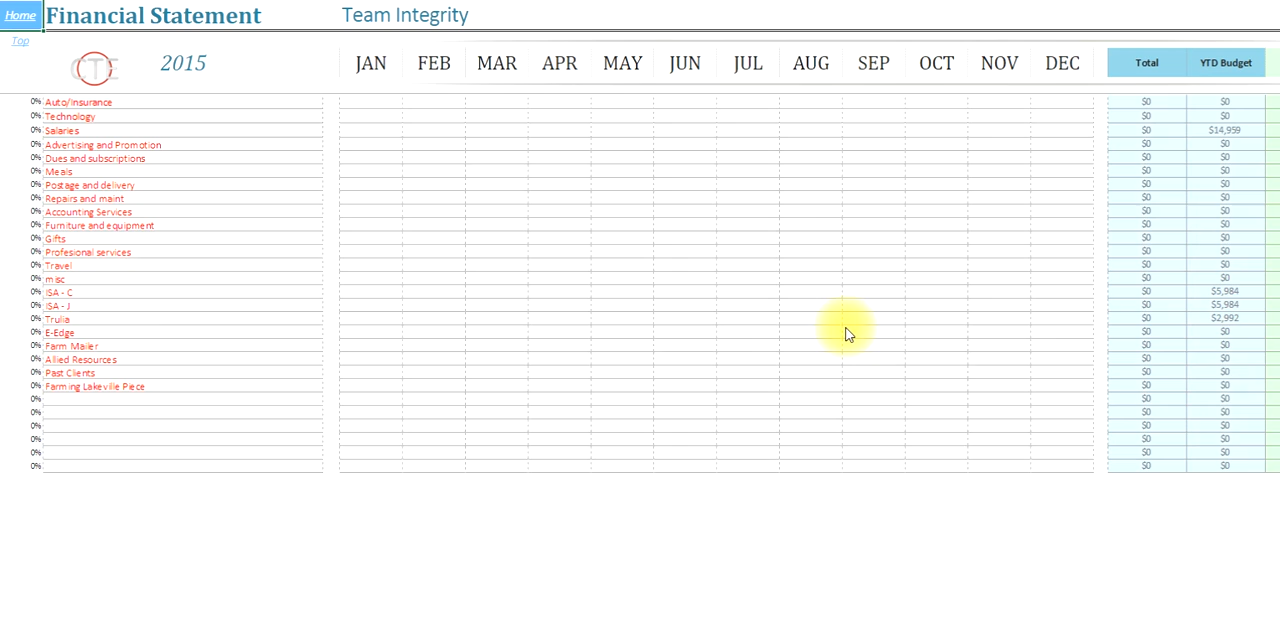 Home Financial Statement Team Integrity
Top
CTE 2015 JAN FEB MAR APR MAY JUN JUL AUG SEP OCT NOV DEC Total YTD Budget
0% Auto/Insurance $0 $0
0% Technology $0 $0
0% Salaries $0 $14,959
0% Advertising and Promotion $0 $0
0% Dues and subscriptions $0 $0
0% Meals $0 $0
0% Postage and delivery $0 $0
0% Repairs and maint $0 $0
0% Accounting Services $0 $0
0% Furniture and equipment $0 $0
0% Gifts $0 $0
0% Profesional services $0 $0
0% Travel $0 $0
0% misc $0 $0
0% ISA - C $0 $5,984
0% ISA - J $0 $5,984
0% Trulia $0 $2,992
0% E-Edge $0 $0
0% Farm Mailer $0 $0
0% Allied Resources $0 $0
0% Past Clients $0 $0
0% Farming Lakeville Piece $0 $0
0% $0 $0
0% $0 $0
0% $0 $0
0% $0 $0
0% $0 $0
0% $0 $0